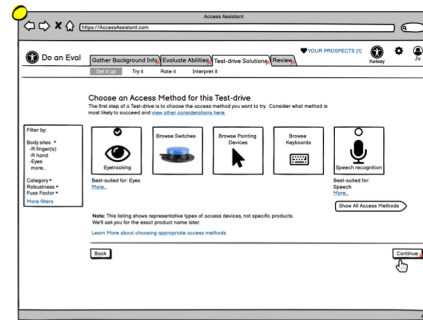 Access Assistant
https://AccessAssistant.com
Do an Eval
Gather Background Info
Evaluate Abilities
Test-drive Solutions
Review
YOUR PROSPECTS (1)
Kelsey
Jo
Set it up
Try it
Rate it
Interpret it
Choose an Access Method for this Test-drive
The first step of a Test-drive is to choose the access method you want to try. Consider what method is
most likely to succeed and view other considerations here.
Filter by:
Body sites
-R finger(s)
-R hand
-Eyes
more..
Category
Robustness
Fuss Factor
More filters
Eyetracking
Best-suited for: Eyes
More..
Browse Switches
Browse Pointing
Devices
Browse
Keyboards
Speech recognition
Best-suited for:
Speech
More..
Show All Access Methods
Note: This listing shows representative types of access devices, not specific products.
We'll ask you for the exact product name later.
Learn More about choosing appropriate access methods.
Back
Continue